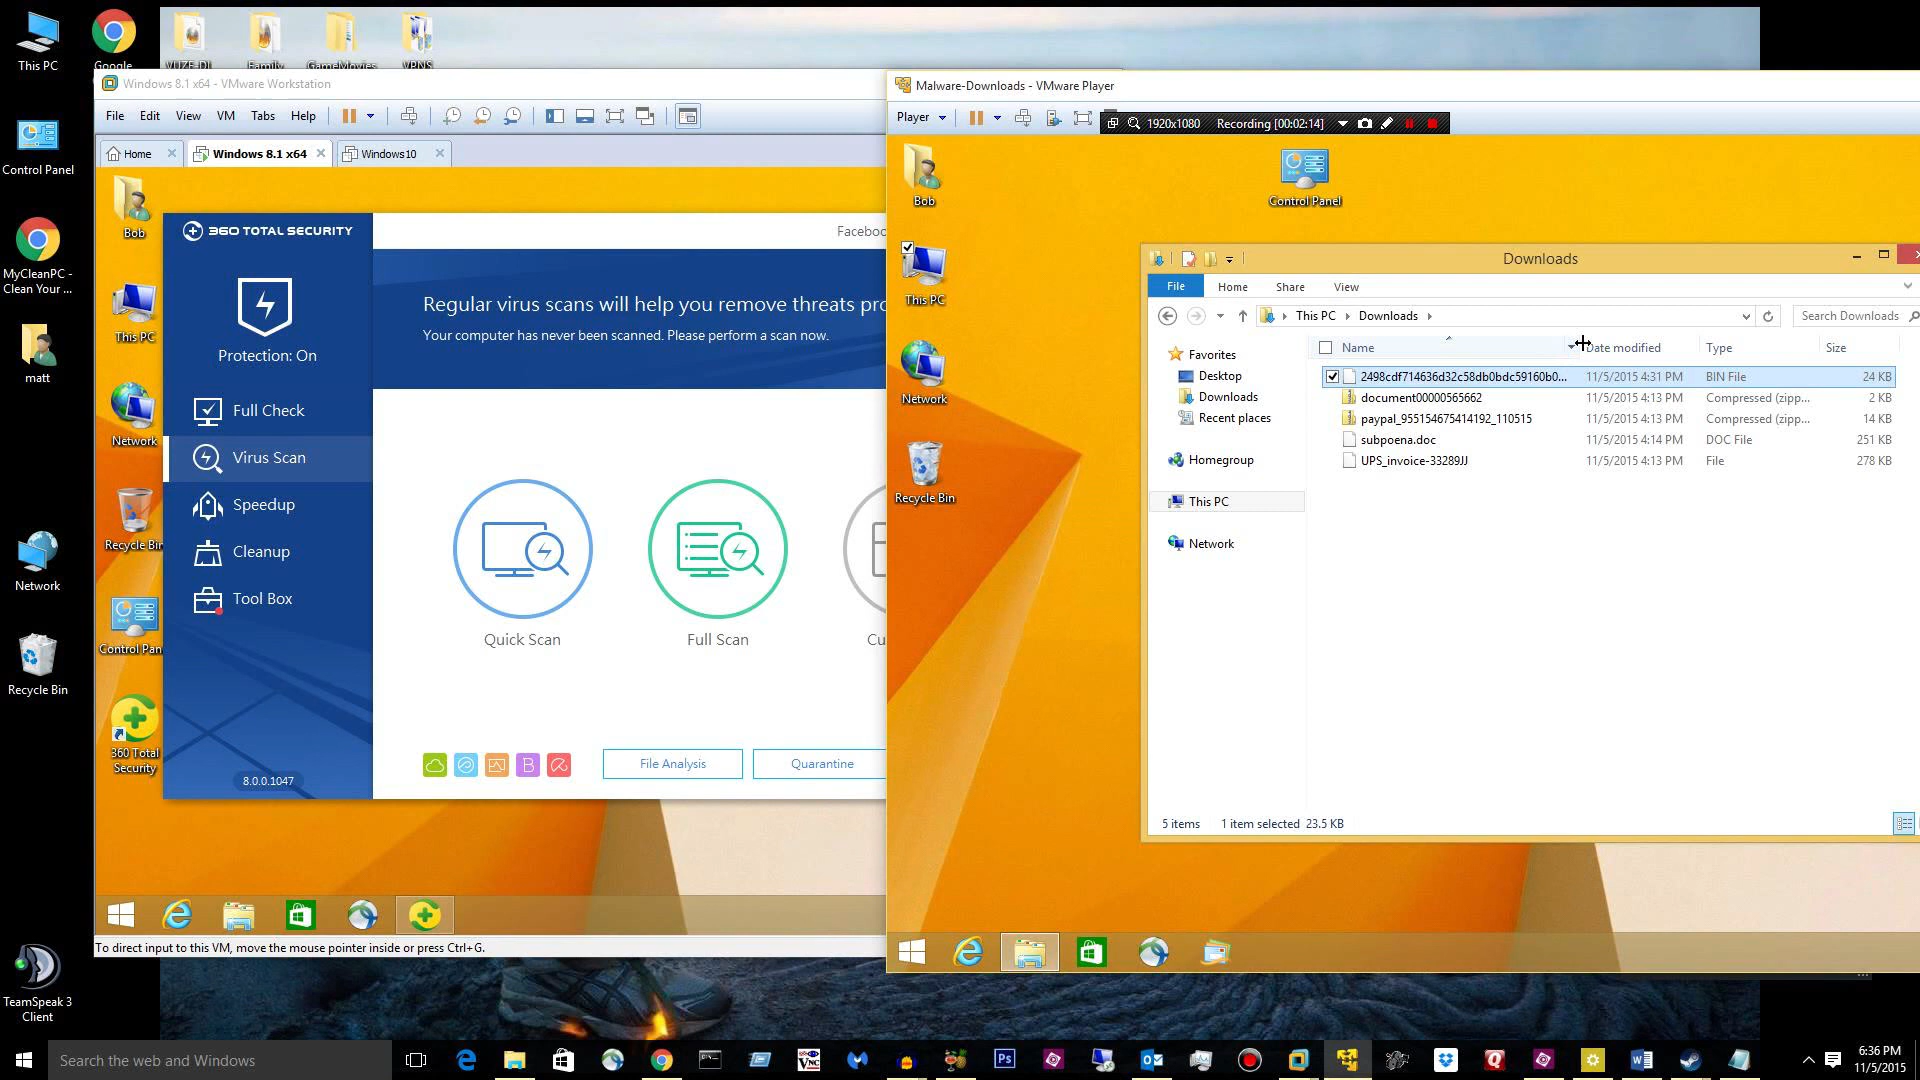 This PC
Google
VUZE-DL
Family
GameMovies
VPNS
Control Panel
MyCleanPC -
Clean Your ...
matt
Network
Recycle Bin
TeamSpeak 3
Client
Windows 8.1 x64 - VMware Workstation
File Edit View VM Tabs Help
Home
Windows 8.1 x64
Windows10
Bob
This PC
Network
Recycle Bin
Control Pan
360 Total
Security
360 TOTAL SECURITY
Protection: On
Full Check
Virus Scan
Speedup
Cleanup
Tool Box
8.0.0.1047
Faceboo
Regular virus scans will help you remove threats pro
Your computer has never been scanned. Please perform a scan now.
Quick Scan
Full Scan
Cu
File Analysis
Quarantine
To direct input to this VM, move the mouse pointer inside or press Ctrl+G.
Malware-Downloads - VMware Player
Player
1920x1080 Recording [00:02:14]
Bob
This PC
Network
Recycle Bin
Control Panel
Downloads
File Home Share View
This PC Downloads
Search Downloads
Favorites
Desktop
Downloads
Recent places
Homegroup
This PC
Network
Name Date modified Type Size
2498cdf714636d32c58db0bdc59160b0... 11/5/2015 4:31 PM BIN File 24 KB
document00000565662 11/5/2015 4:13 PM Compressed (zipp... 2 KB
paypal_955154675414192_110515 11/5/2015 4:13 PM Compressed (zipp... 14 KB
subpoena.doc 11/5/2015 4:14 PM DOC File 251 KB
UPS_invoice-33289JJ 11/5/2015 4:13 PM File 278 KB
5 items 1 item selected 23.5 KB
Search the web and Windows
6:36 PM
11/5/2015